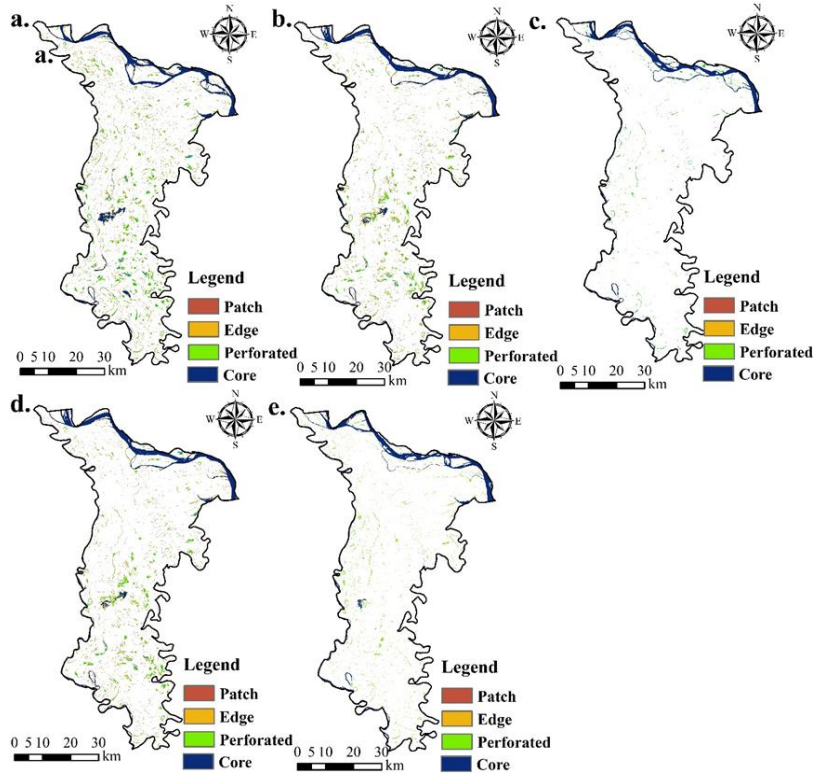 a.
N
W E
S
a.
Legend
Patch
Edge
Perforated
Core
0 5 10 20 30
km
b.
N
W E
S
Legend
Patch
Edge
Perforated
Core
0 5 10 20 30
km
c.
N
W E
S
Legend
Patch
Edge
Perforated
Core
0 5 10 20 30
km
d.
N
W E
S
Legend
Patch
Edge
Perforated
Core
0 5 10 20 30
km
e.
N
W E
S
Legend
Patch
Edge
Perforated
Core
0 5 10 20 30
km